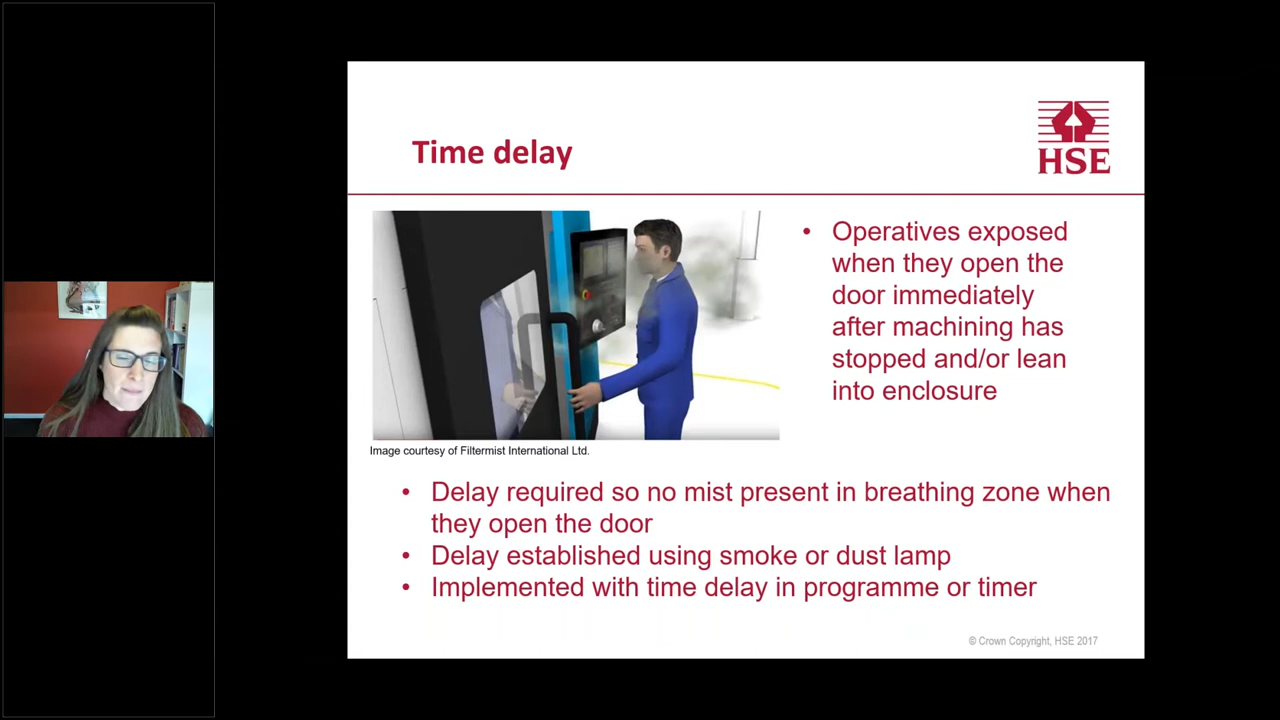 Time delay
HSE
• Operatives exposed
when they open the
door immediately
after machining has
stopped and/or lean
into enclosure
Image courtesy of Filtermist International Ltd.
• Delay required so no mist present in breathing zone when
they open the door
• Delay established using smoke or dust lamp
• Implemented with time delay in programme or timer
© Crown Copyright, HSE 2017